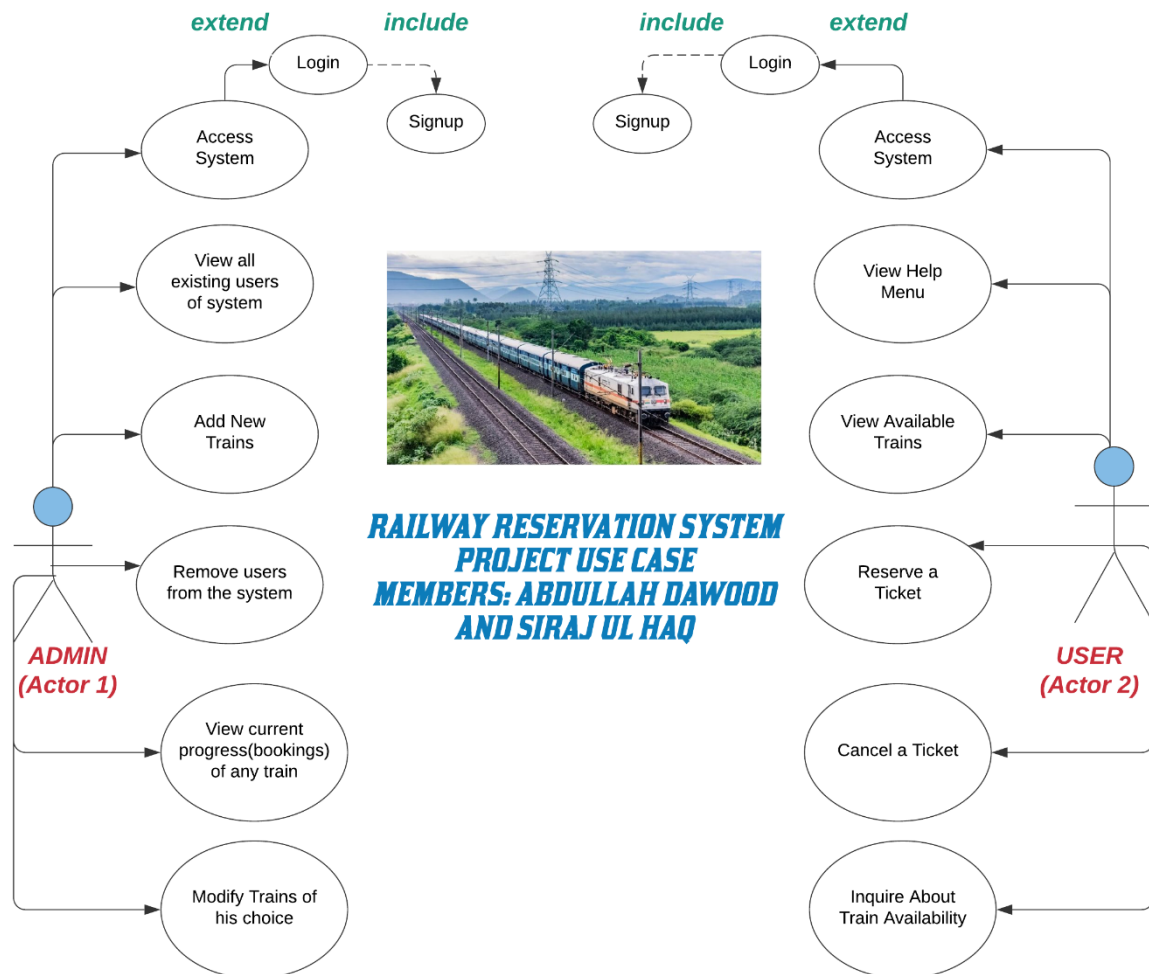 extend
include
include
extend
Login
Login
Signup
Signup
Access
System
Access
System
View all
existing users
of system
View Help
Menu
Add New
Trains
View Available
Trains
RAILWAY RESERVATION SYSTEM
PROJECT USE CASE
MEMBERS: ABDULLAH DAWOOD
AND SIRAJ UL HAQ
Remove users
from the system
Reserve a
Ticket
ADMIN
(Actor 1)
USER
(Actor 2)
View current
progress(bookings)
of any train
Cancel a Ticket
Modify Trains of
his choice
Inquire About
Train Availability